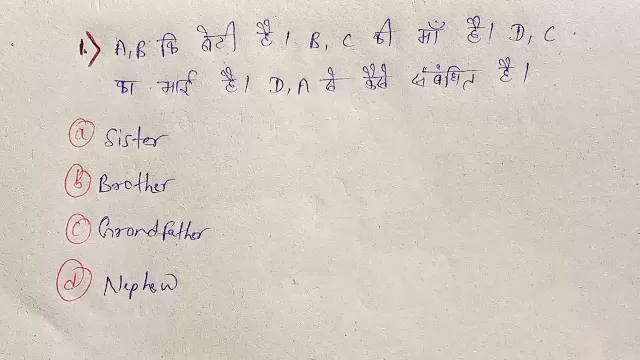 1.) A,B कि बेटी है। B, C की माँ है। D, C
का भाई है। D, A से कैसे संबंधित है।
(a) Sister
(b) Brother
(c) Grandfather
(d) Nephew